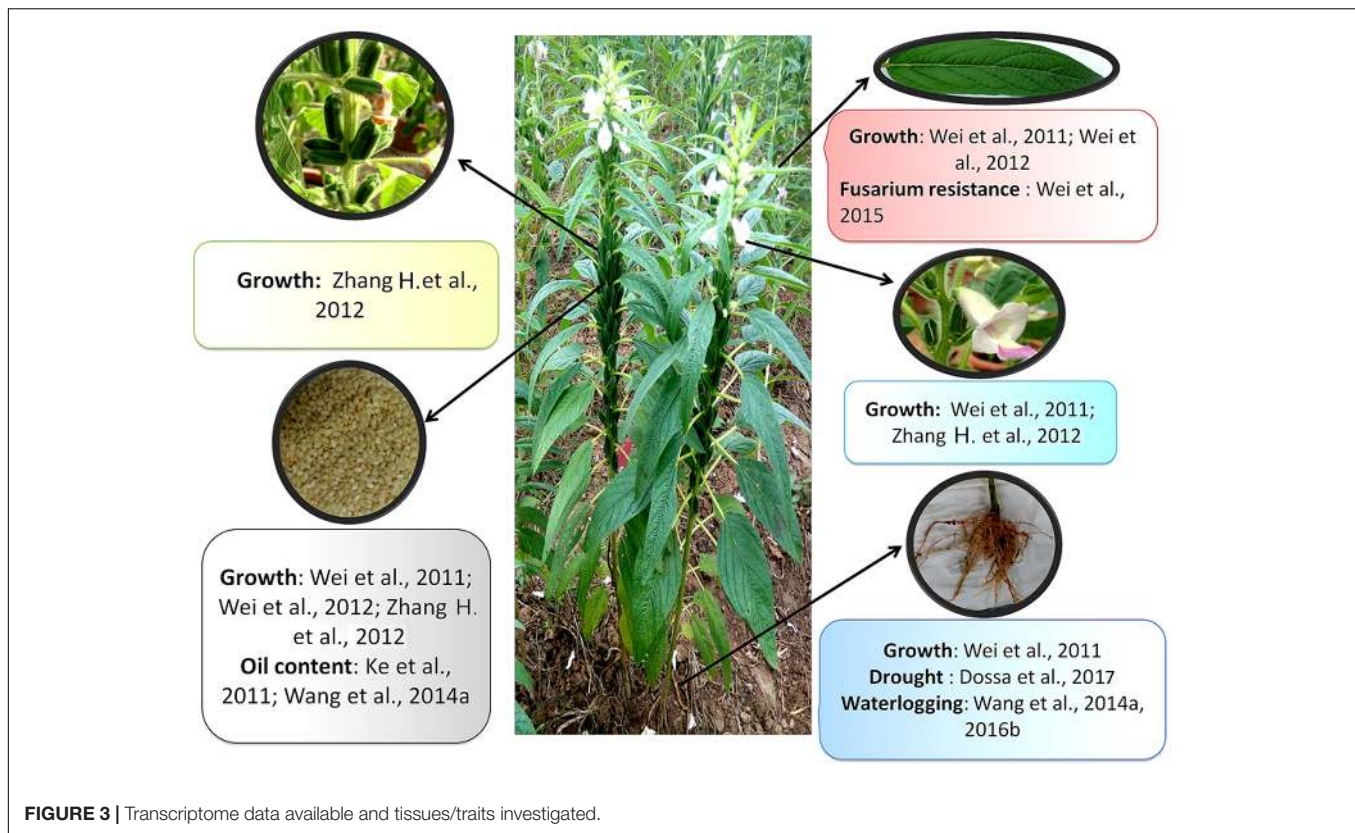 Growth: Zhang H.et al.,
2012
Growth: Wei et al., 2011;
Wei et al., 2012; Zhang H.
et al., 2012
Oil content: Ke et al.,
2011; Wang et al., 2014a
Growth: Wei et al., 2011; Wei et
al., 2012
Fusarium resistance : Wei et al.,
2015
Growth: Wei et al., 2011;
Zhang H. et al., 2012
Growth: Wei et al., 2011
Drought : Dossa et al., 2017
Waterlogging: Wang et al., 2014a,
2016b
FIGURE 3 | Transcriptome data available and tissues/traits investigated.